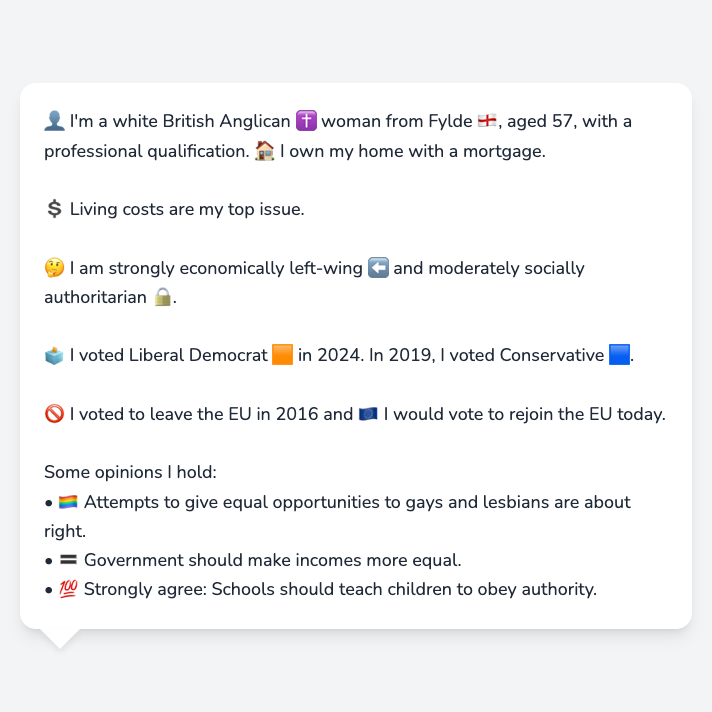 👤 I'm a white British Anglican ✝️ woman from Fylde 🏴󠁧󠁢󠁥󠁮󠁧󠁿, aged 57, with a
professional qualification. 🏠 I own my home with a mortgage.
💲 Living costs are my top issue.
🤔 I am strongly economically left-wing ⬅️ and moderately socially
authoritarian 🔒.
🗳️ I voted Liberal Democrat 🟧 in 2024. In 2019, I voted Conservative 🟦.
🚫 I voted to leave the EU in 2016 and 🇪🇺 I would vote to rejoin the EU today.
Some opinions I hold:
• 🏳️‍🌈 Attempts to give equal opportunities to gays and lesbians are about
right.
• 🟰 Government should make incomes more equal.
• 💯 Strongly agree: Schools should teach children to obey authority.